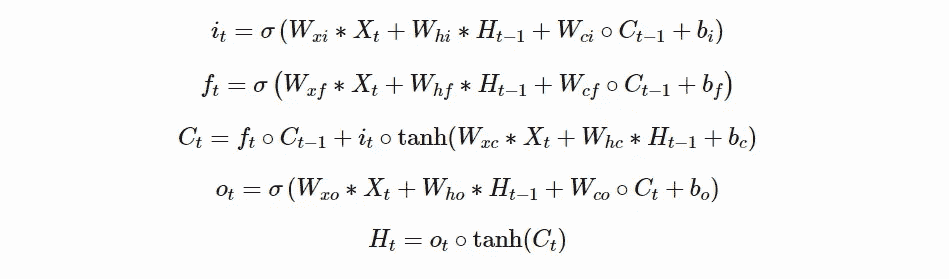 i_t = σ(W_{xi} * X_t + W_{hi} * H_{t−1} + W_{ci} ∘ C_{t−1} + b_i)
f_t = σ(W_{xf} * X_t + W_{hf} * H_{t−1} + W_{cf} ∘ C_{t−1} + b_f)
C_t = f_t ∘ C_{t−1} + i_t ∘ tanh(W_{xc} * X_t + W_{hc} * H_{t−1} + b_c)
o_t = σ(W_{xo} * X_t + W_{ho} * H_{t−1} + W_{co} ∘ C_t + b_o)
H_t = o_t ∘ tanh(C_t)